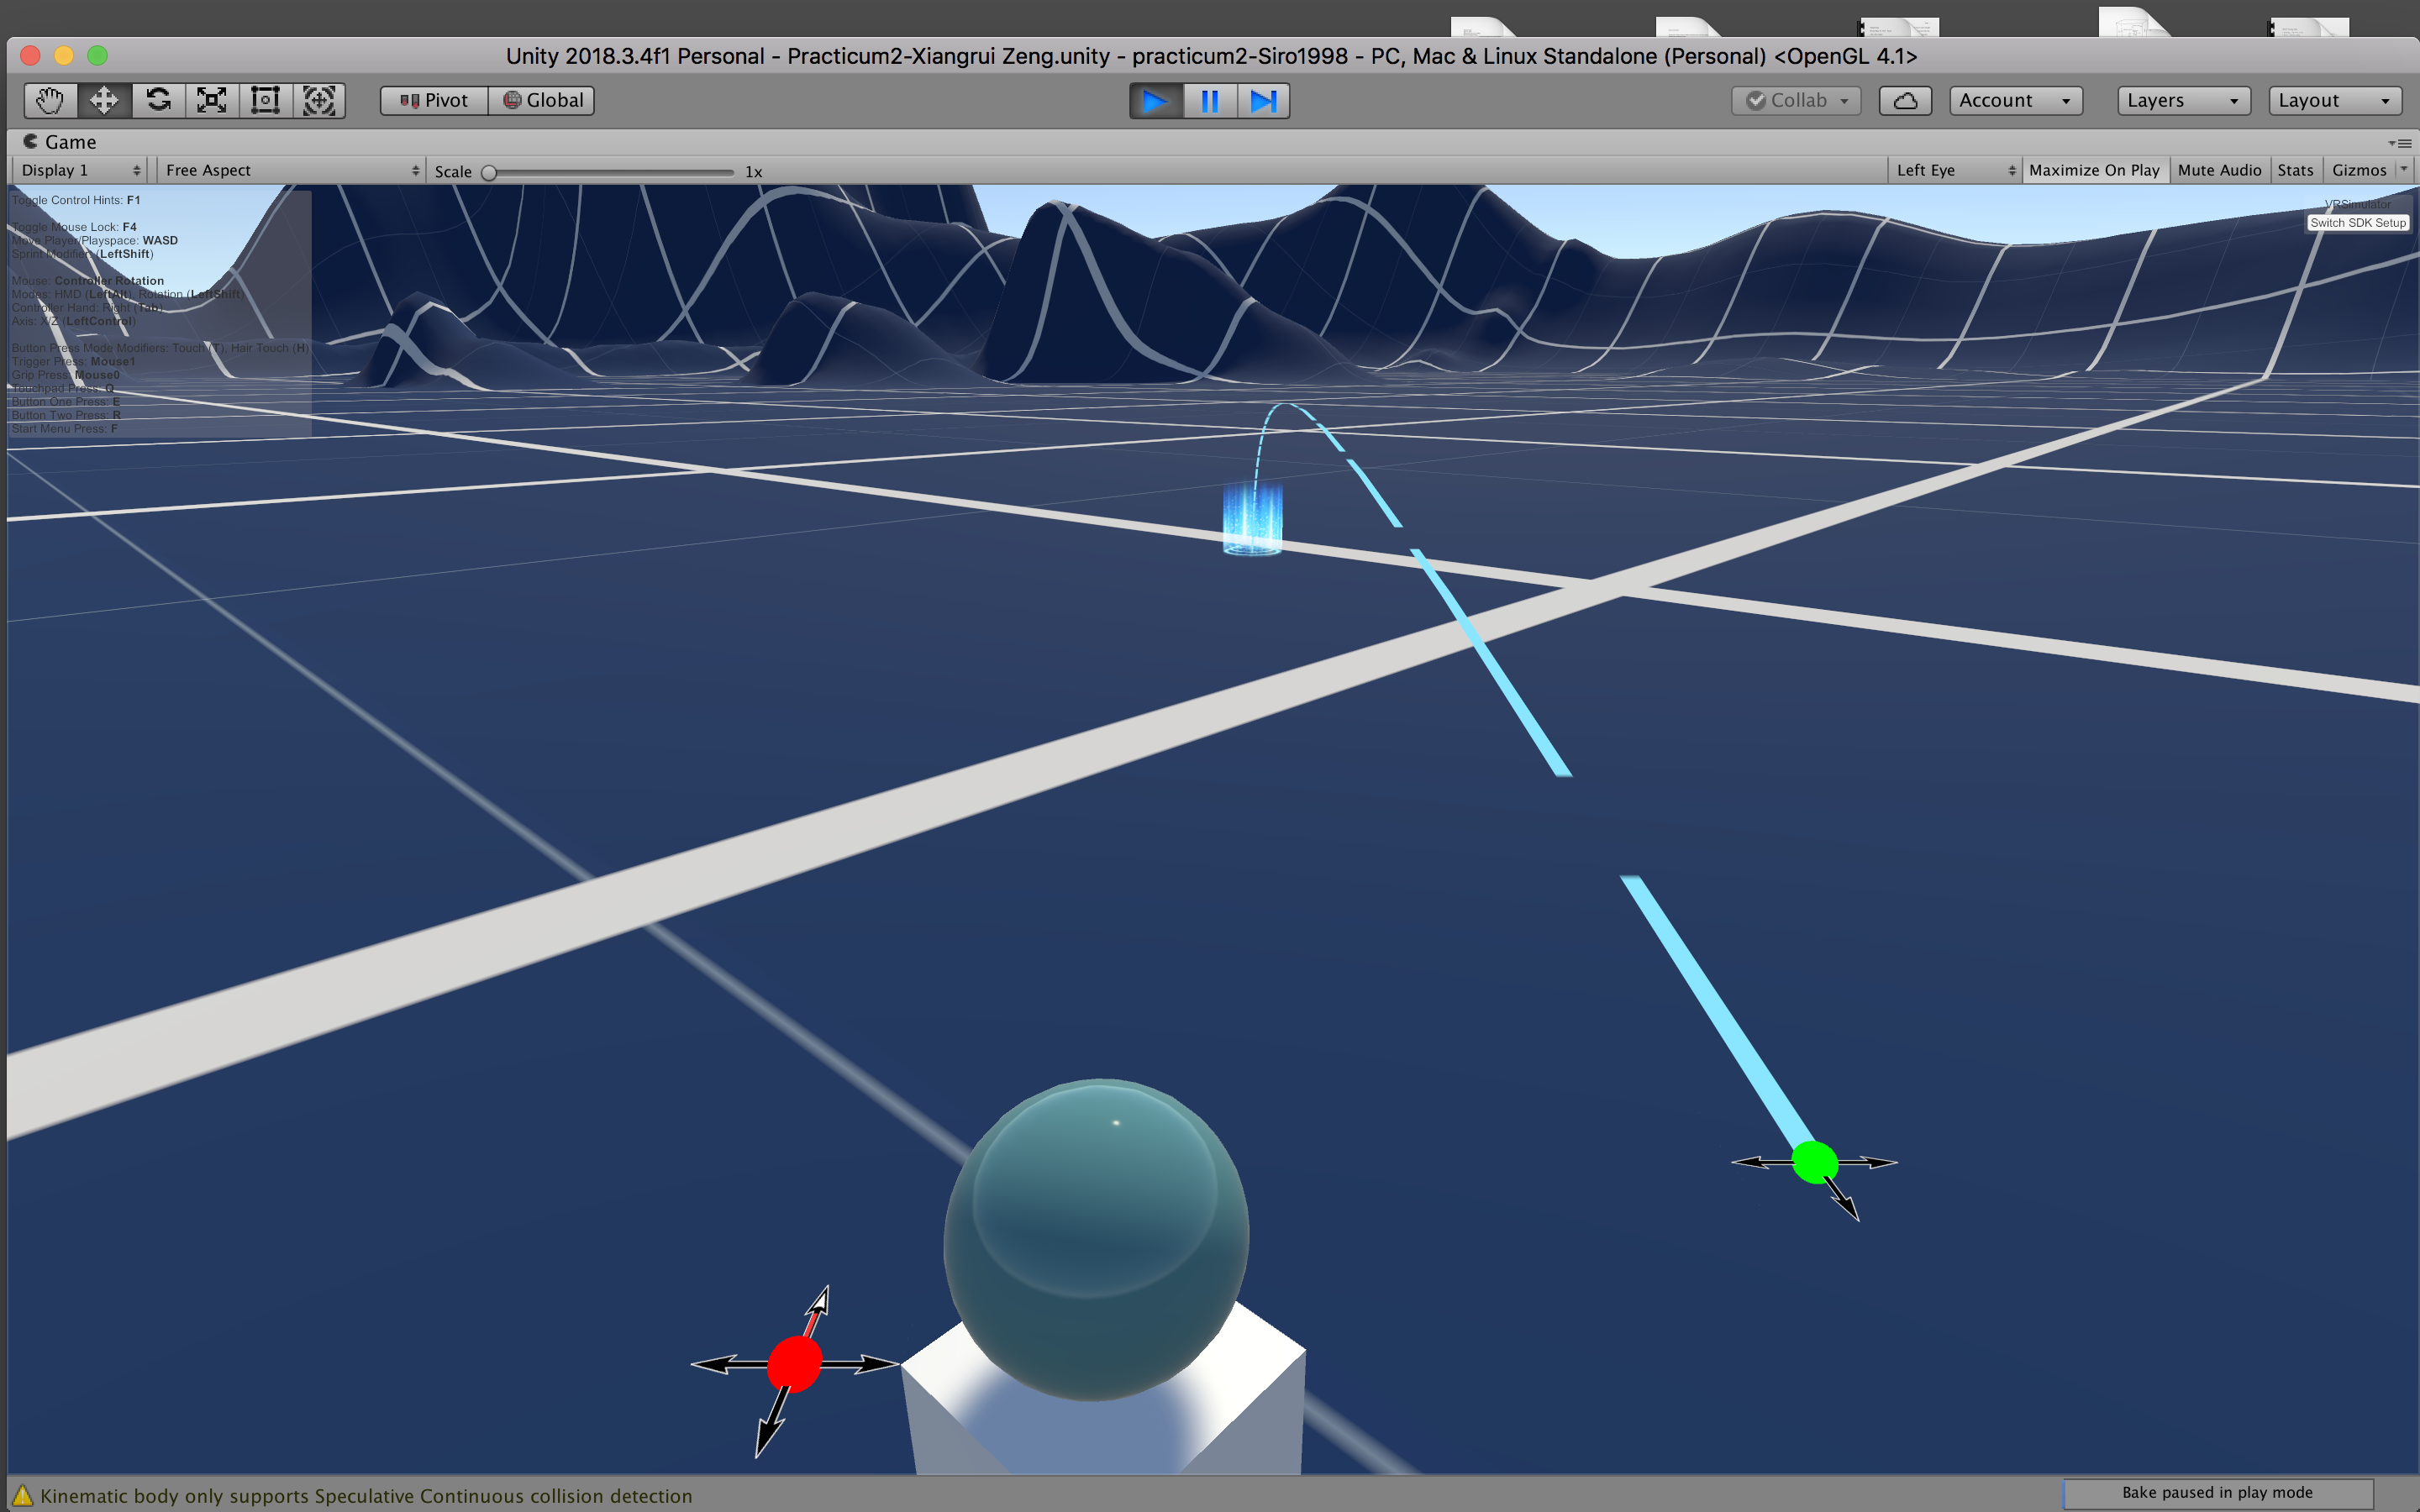 Unity 2018.3.4f1 Personal - Practicum2-Xiangrui Zeng.unity - practicum2-Siro1998 - PC, Mac & Linux Standalone (Personal) <OpenGL 4.1>
Pivot Global Collab Account Layers Layout
Game
Display 1 Free Aspect Scale 1x Left Eye Maximize On Play Mute Audio Stats Gizmos
Toggle Control Hints: F1
VRSimulator
Switch SDK Setup
Toggle Mouse Lock: F4
Move Player/Playspace: WASD
Sprint Modifier: (LeftShift)
Mouse: Controller Rotation
Modes: HMD (LeftAlt), Rotation (LeftShift)
Controller Hand: Right (Tab)
Axis: X/Z (LeftControl)
Button Press Mode Modifiers: Touch (T), Hair Touch (H)
Trigger Press: Mouse1
Grip Press: Mouse0
Touchpad Press: Q
Button One Press: E
Button Two Press: R
Start Menu Press: F
Kinematic body only supports Speculative Continuous collision detection
Bake paused in play mode